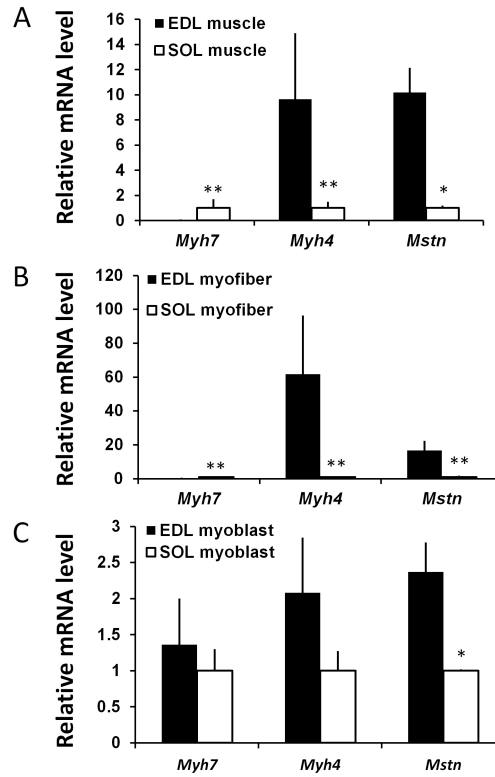 A
Relative mRNA level
16
14
12
10
8
6
4
2
0
EDL muscle
SOL muscle
** ** *
Myh7 Myh4 Mstn
B
Relative mRNA level
120
100
80
60
40
20
0
EDL myofiber
SOL myofiber
** ** **
Myh7 Myh4 Mstn
C
Relative mRNA level
3
2.5
2
1.5
1
0.5
0
EDL myoblast
SOL myoblast
*
Myh7 Myh4 Mstn